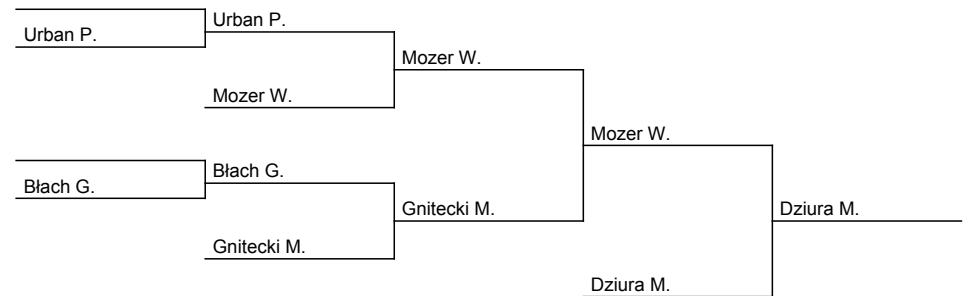 Urban P.
Urban P.
Mozer W.
Mozer W.
Mozer W.
Błach G.
Błach G.
Gnitecki M.
Dziura M.
Gnitecki M.
Dziura M.